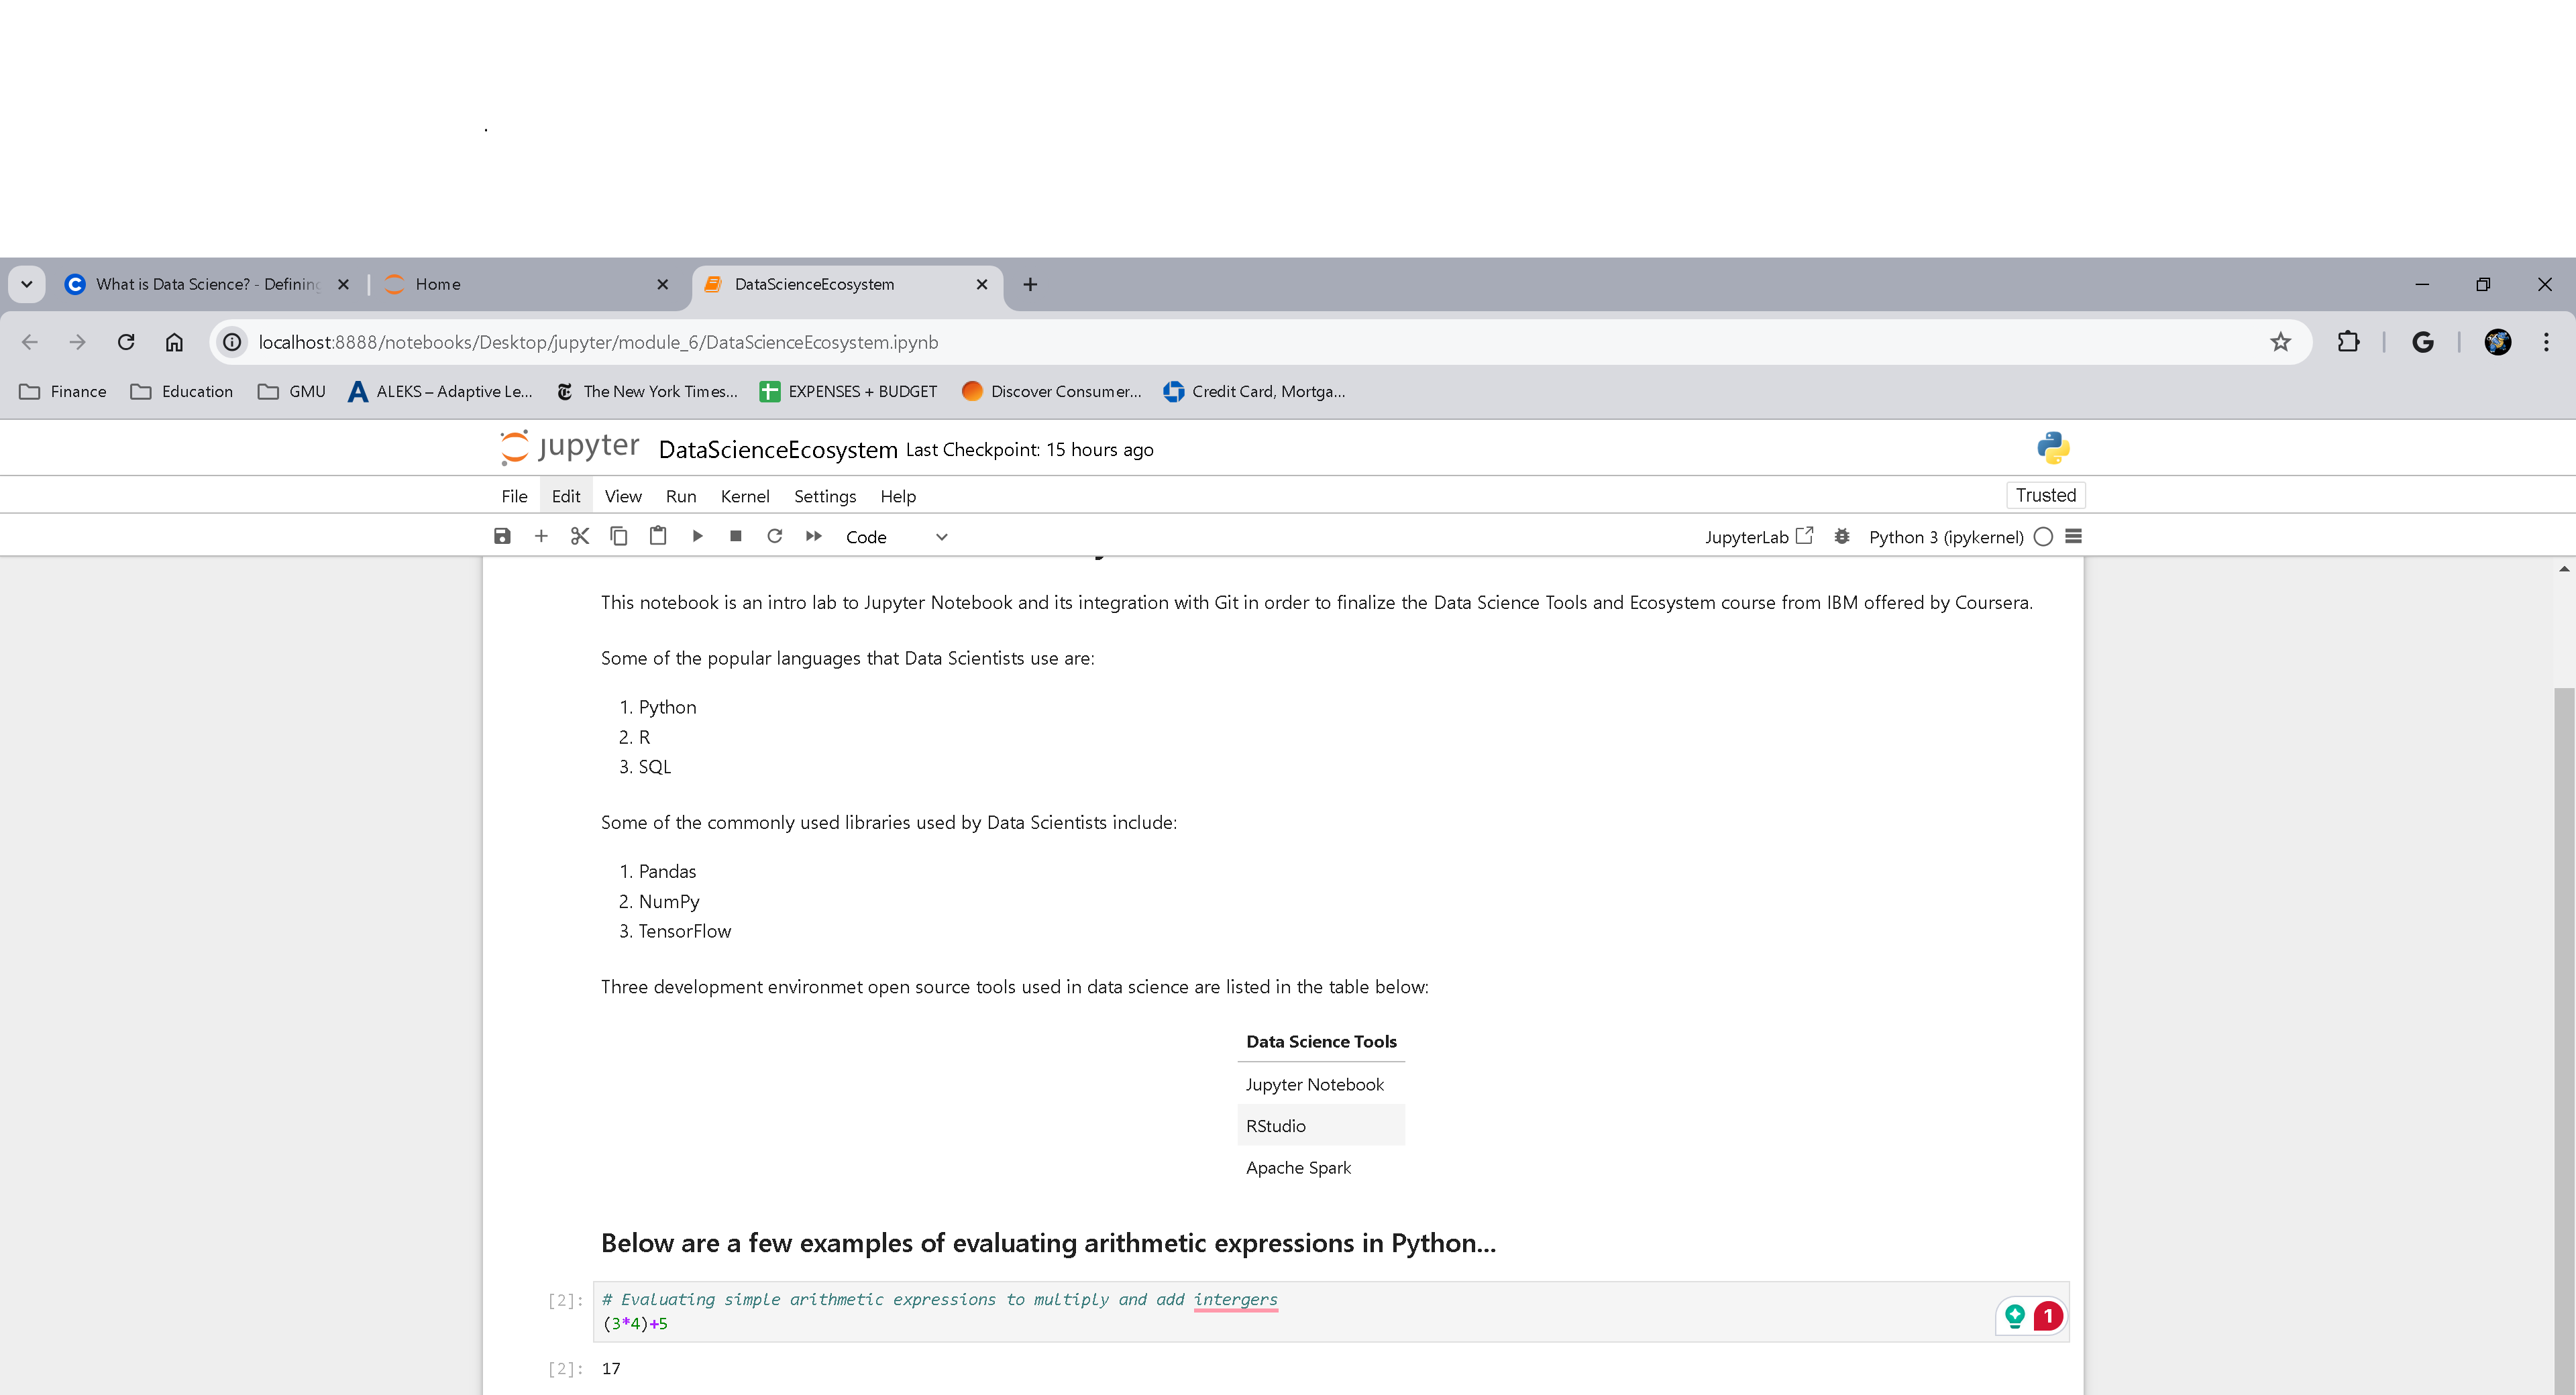 What is Data Science? - Defining
Home
DataScienceEcosystem
localhost:8888/notebooks/Desktop/jupyter/module_6/DataScienceEcosystem.ipynb
Finance Education GMU ALEKS – Adaptive Le... The New York Times... EXPENSES + BUDGET Discover Consumer... Credit Card, Mortga...
jupyter DataScienceEcosystem Last Checkpoint: 15 hours ago
File Edit View Run Kernel Settings Help Trusted
Code JupyterLab Python 3 (ipykernel)
This notebook is an intro lab to Jupyter Notebook and its integration with Git in order to finalize the Data Science Tools and Ecosystem course from IBM offered by Coursera.
Some of the popular languages that Data Scientists use are:
1. Python
2. R
3. SQL
Some of the commonly used libraries used by Data Scientists include:
1. Pandas
2. NumPy
3. TensorFlow
Three development environmet open source tools used in data science are listed in the table below:
Data Science Tools
Jupyter Notebook
RStudio
Apache Spark
Below are a few examples of evaluating arithmetic expressions in Python...
[2]: # Evaluating simple arithmetic expressions to multiply and add intergers
(3*4)+5
1
[2]: 17